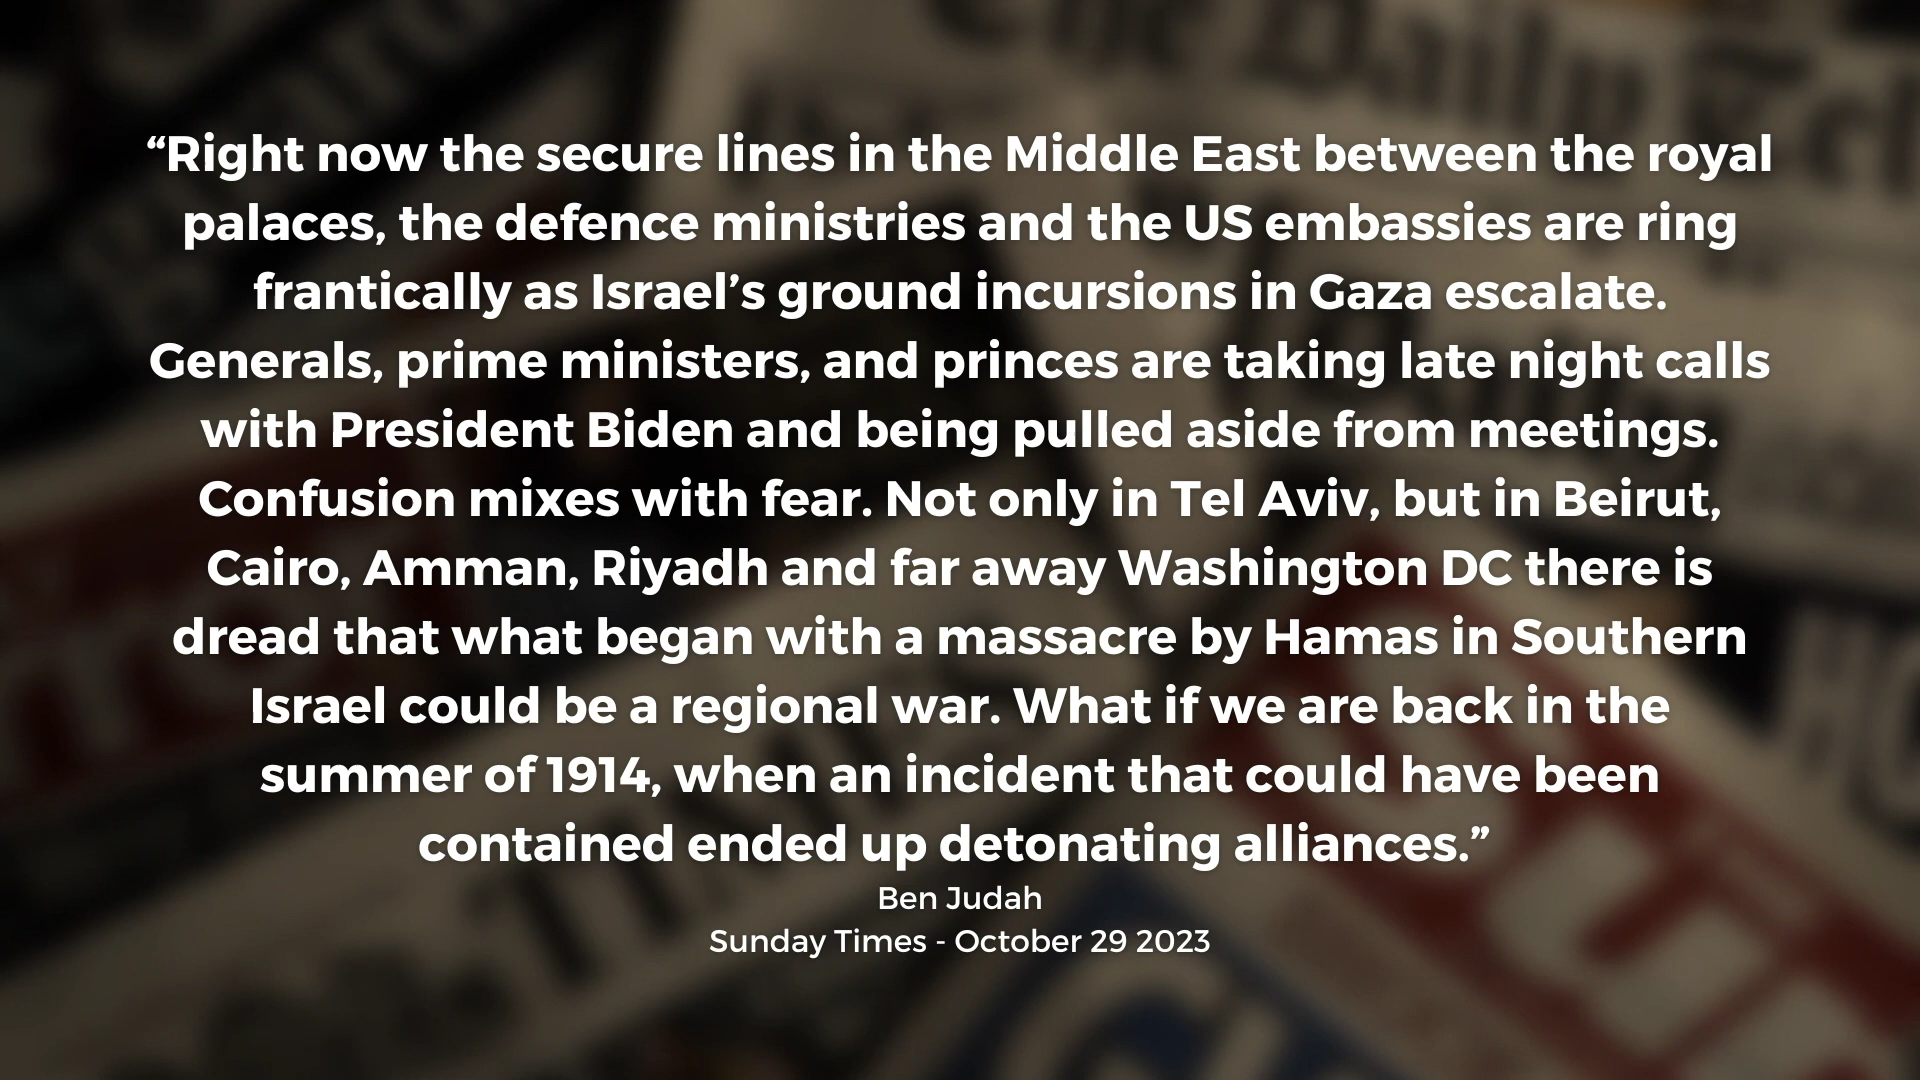 “Right now the secure lines in the Middle East between the royal
palaces, the defence ministries and the US embassies are ring
frantically as Israel’s ground incursions in Gaza escalate.
Generals, prime ministers, and princes are taking late night calls
with President Biden and being pulled aside from meetings.
Confusion mixes with fear. Not only in Tel Aviv, but in Beirut,
Cairo, Amman, Riyadh and far away Washington DC there is
dread that what began with a massacre by Hamas in Southern
Israel could be a regional war. What if we are back in the
summer of 1914, when an incident that could have been
contained ended up detonating alliances.”
Ben Judah
Sunday Times - October 29 2023
The Daily Tel
TIMES